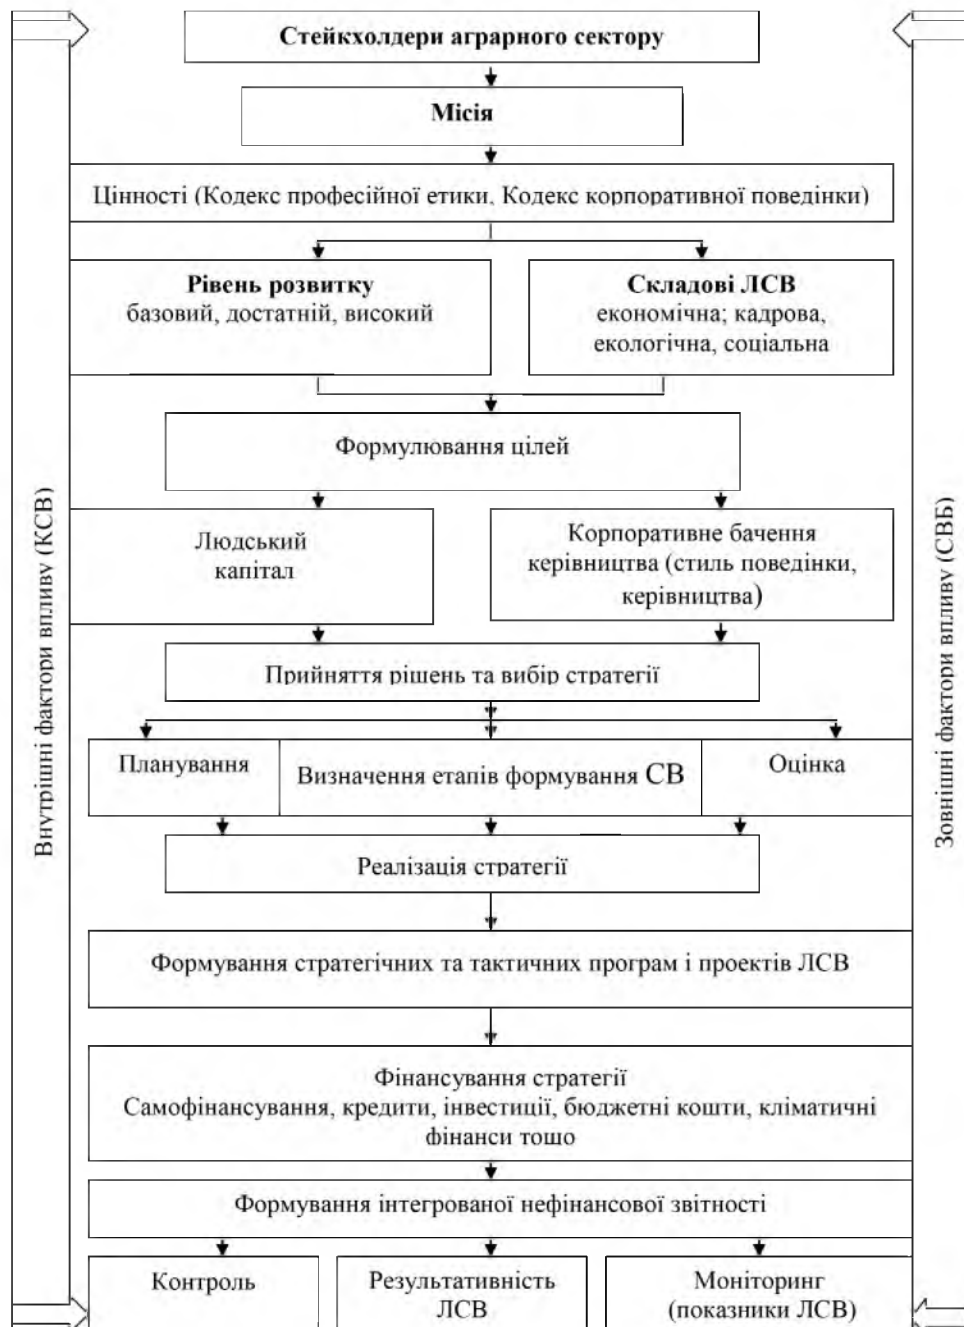 Стейкхолдери аграрного сектору
Місія
Цінності (Кодекс професійної етики, Кодекс корпоративної поведінки)
Рівень розвитку
базовий, достатній, високий
Складові ЛСВ
економічна; кадрова,
екологічна, соціальна
Формулювання цілей
Людський
капітал
Корпоративне бачення
керівництва (стиль поведінки,
керівництва)
Прийняття рішень та вибір стратегії
Планування
Визначення етапів формування СВ
Оцінка
Реалізація стратегії
Формування стратегічних та тактичних програм і проектів ЛСВ
Фінансування стратегії
Самофінансування, кредити, інвестиції, бюджетні кошти, кліматичні
фінанси тошо
Формування інтегрованої нефінансової звітності
Контроль
Результативність
ЛСВ
Моніторинг
(показники ЛСВ)
Внутрішні фактори впливу (КСВ)
Зовнішні фактори впливу (СВБ)